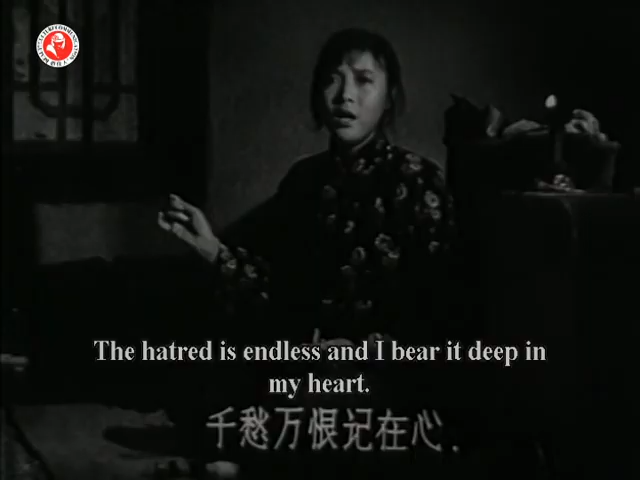 The hatred is endless and I bear it deep in
my heart.
千愁万恨记在心.